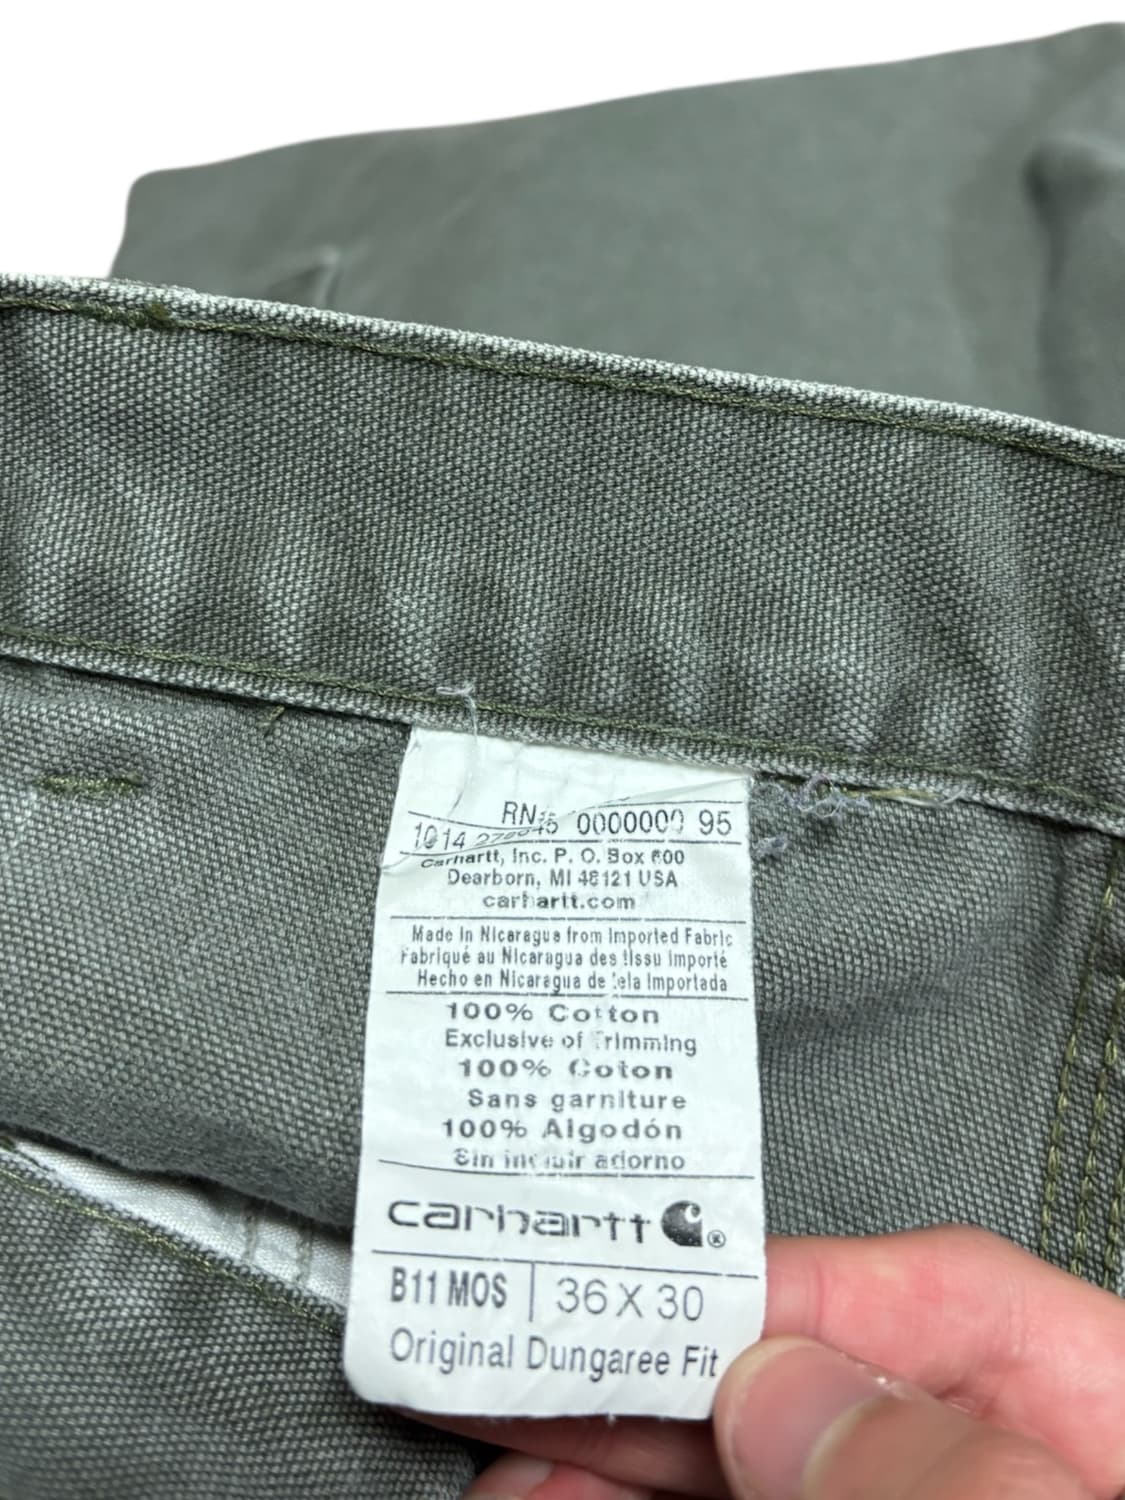 RN
1014 0000000 95
Carhartt, Inc. P. O. Box 600
Dearborn, MI 48121 USA
carhartt.com
Made In Nicaragua from Imported Fabric
Fabriqué au Nicaragua des tissu Importé
Hecho en Nicaragua de tela Importada
100% Cotton
Exclusive of Trimming
100% Coton
Sans garniture
100% Algodón
Sin incluir adorno
carhartt ®
B11 MOS 36 X 30
Original Dungaree Fit